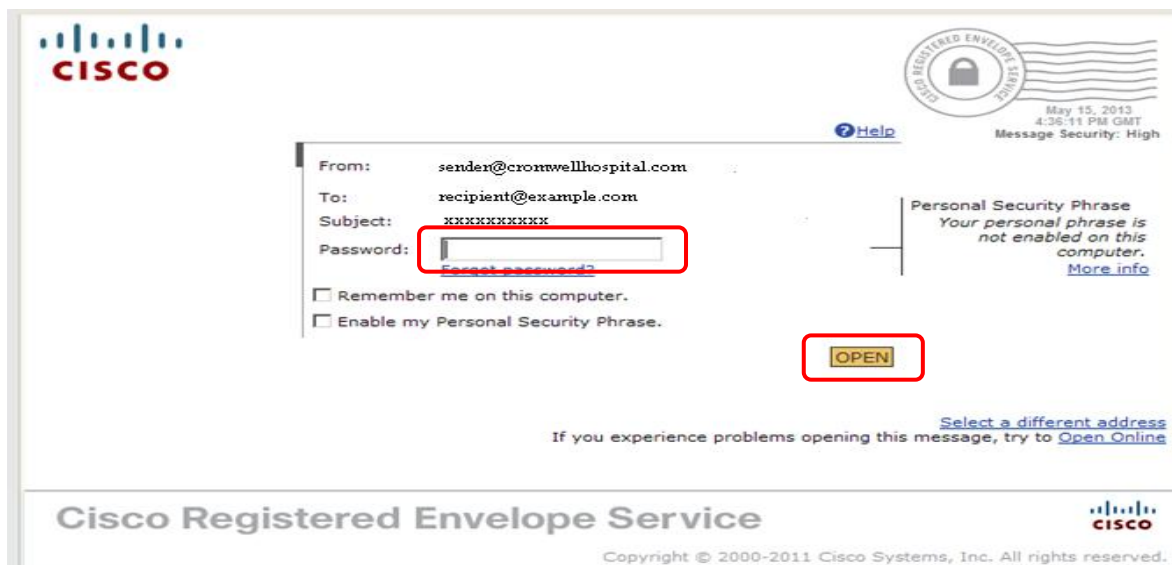 CISCO
CISCO REGISTERED ENVELOPE SERVICE
May 15, 2013
4:36:11 PM GMT
Message Security: High
?Help
From: sender@cromwellhospital.com
To: recipient@example.com
Subject: xxxxxxxxxx
Password:
Forgot password?
Remember me on this computer.
Enable my Personal Security Phrase.
Personal Security Phrase
Your personal phrase is
not enabled on this
computer.
More info
OPEN
Select a different address
If you experience problems opening this message, try to Open Online
Cisco Registered Envelope Service
CISCO
Copyright © 2000-2011 Cisco Systems, Inc. All rights reserved.